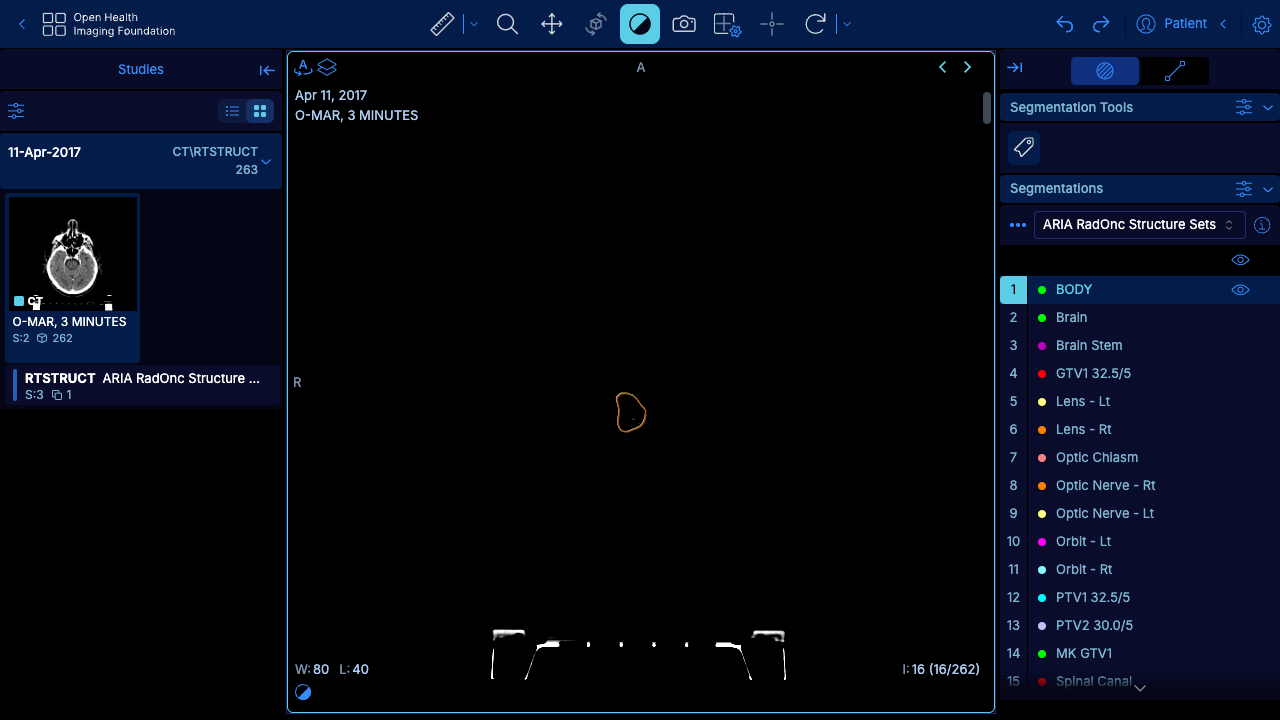 Open Health
Imaging Foundation
Patient
Studies
11-Apr-2017
CT\RTSTRUCT
263
CT
O-MAR, 3 MINUTES
S:2 262
RTSTRUCT ARIA RadOnc Structure ...
S:3 1
A
A
Apr 11, 2017
O-MAR, 3 MINUTES
R
W: 80 L: 40
I: 16 (16/262)
Segmentation Tools
Segmentations
ARIA RadOnc Structure Sets
1 BODY
2 Brain
3 Brain Stem
4 GTV1 32.5/5
5 Lens - Lt
6 Lens - Rt
7 Optic Chiasm
8 Optic Nerve - Rt
9 Optic Nerve - Lt
10 Orbit - Lt
11 Orbit - Rt
12 PTV1 32.5/5
13 PTV2 30.0/5
14 MK GTV1
15 Spinal Canal